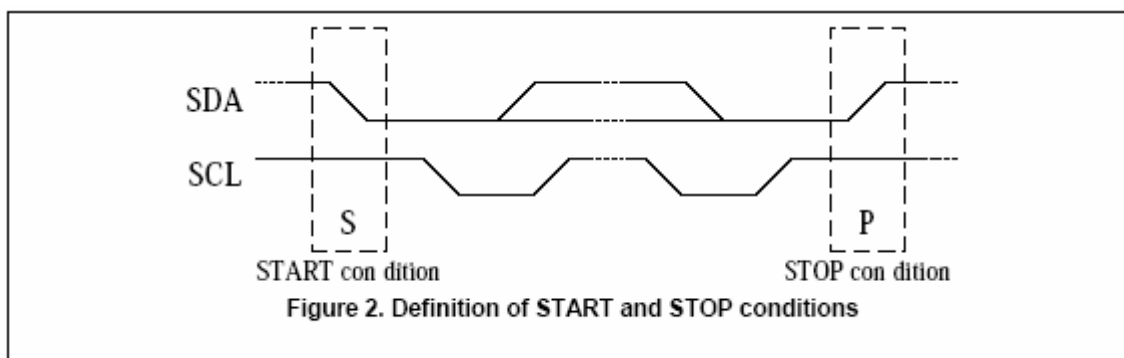 SDA
SCL
S
P
START con dition
STOP con dition
Figure 2. Definition of START and STOP conditions